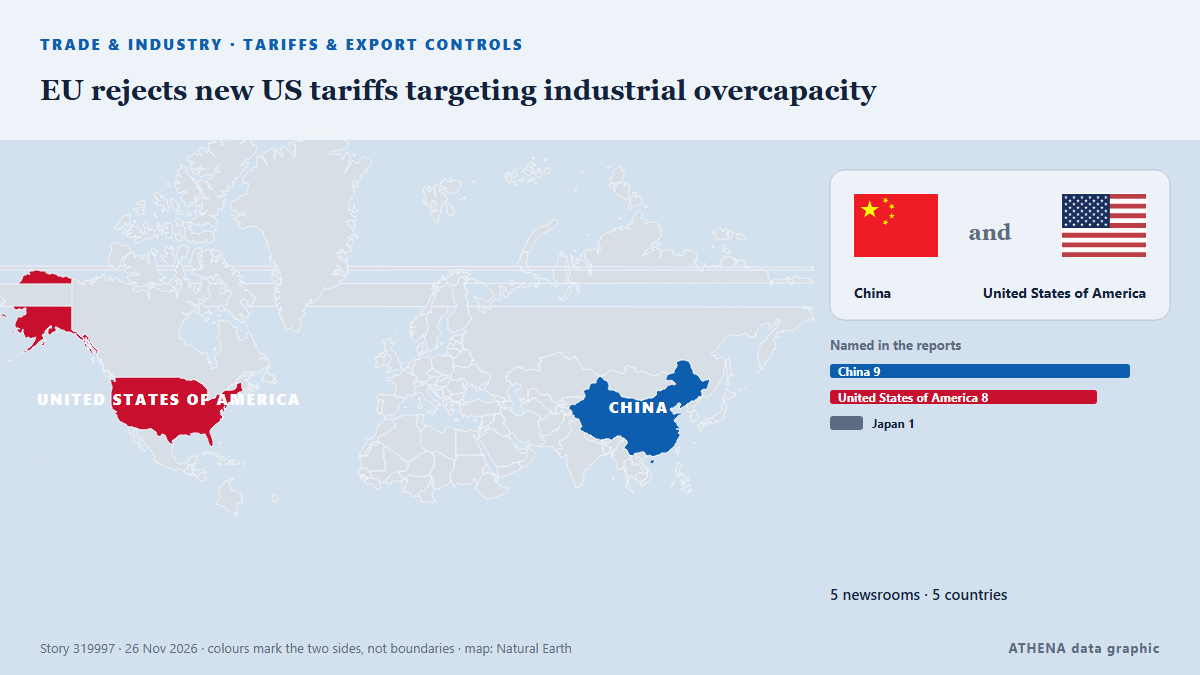 TRADE & INDUSTRY · TARIFFS & EXPORT CONTROLS
EU rejects new US tariffs targeting industrial overcapacity
UNITED STATES OF AMERICA
CHINA
and
China
United States of America
Named in the reports
China 9
United States of America 8
Japan 1
5 newsrooms · 5 countries
Story 319997 · 26 Nov 2026 · colours mark the two sides, not boundaries · map: Natural Earth
ATHENA data graphic